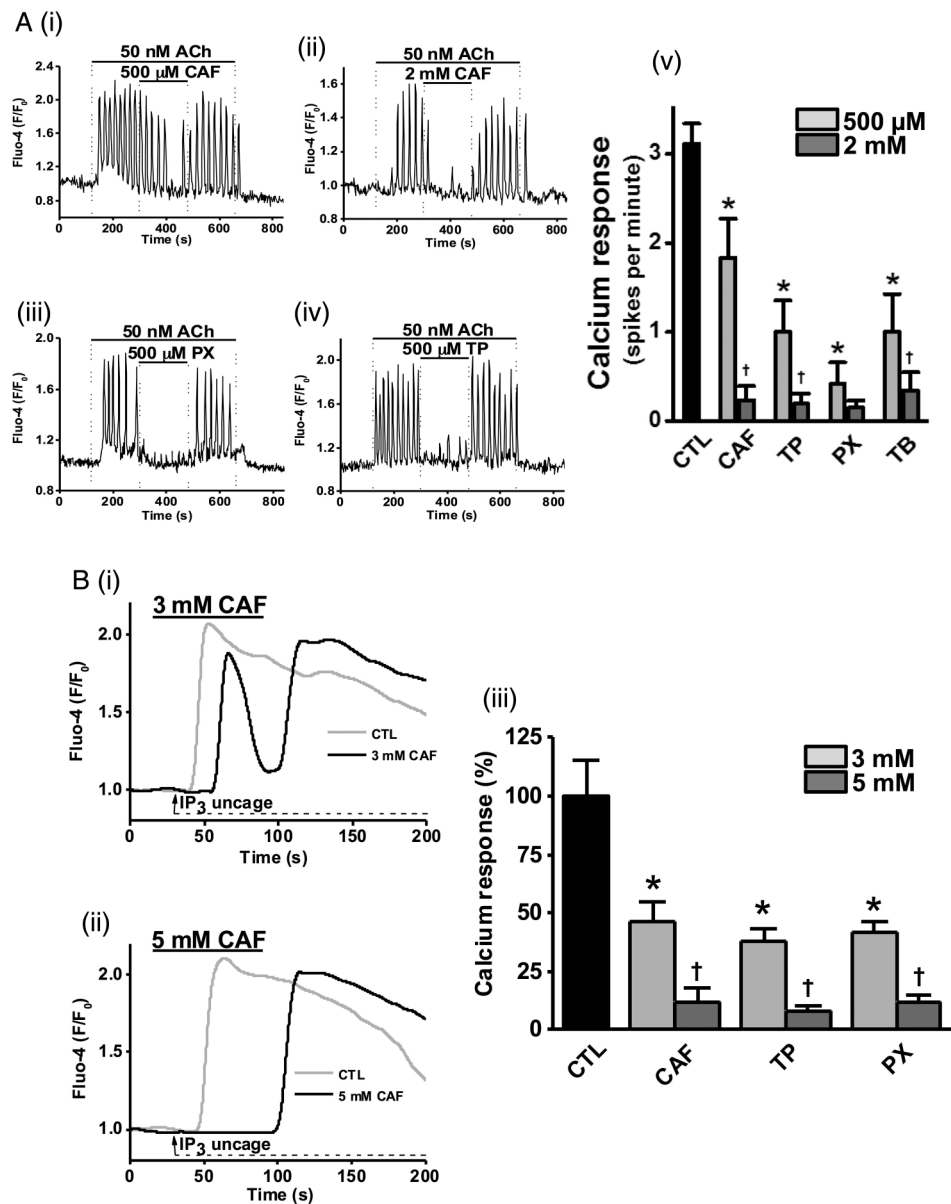 A (i)
50 nM ACh
500 µM CAF
2.4
2.0
1.6
1.2
0.8
Fluo-4 (F/F0)
0 200 400 600 800
Time (s)
(ii)
50 nM ACh
2 mM CAF
1.6
1.4
1.2
1.0
0.8
Fluo-4 (F/F0)
0 200 400 600 800
Time (s)
(iii)
50 nM ACh
500 µM PX
2.0
1.6
1.2
0.8
Fluo-4 (F/F0)
0 200 400 600 800
Time (s)
(iv)
50 nM ACh
500 µM TP
2.0
1.6
1.2
0.8
Fluo-4 (F/F0)
0 200 400 600 800
Time (s)
(v)
500 µM
2 mM
Calcium response
(spikes per minute)
3
2
1
0
* * * *
† † †
CTL CAF TP PX TB
B (i)
3 mM CAF
2.0
1.5
1.0
Fluo-4 (F/F0)
CTL
3 mM CAF
IP3 uncage
0 50 100 150 200
Time (s)
(ii)
5 mM CAF
2.0
1.5
1.0
Fluo-4 (F/F0)
CTL
5 mM CAF
IP3 uncage
0 50 100 150 200
Time (s)
(iii)
3 mM
5 mM
Calcium response (%)
125
100
75
50
25
0
* * *
† † †
CTL CAF TP PX